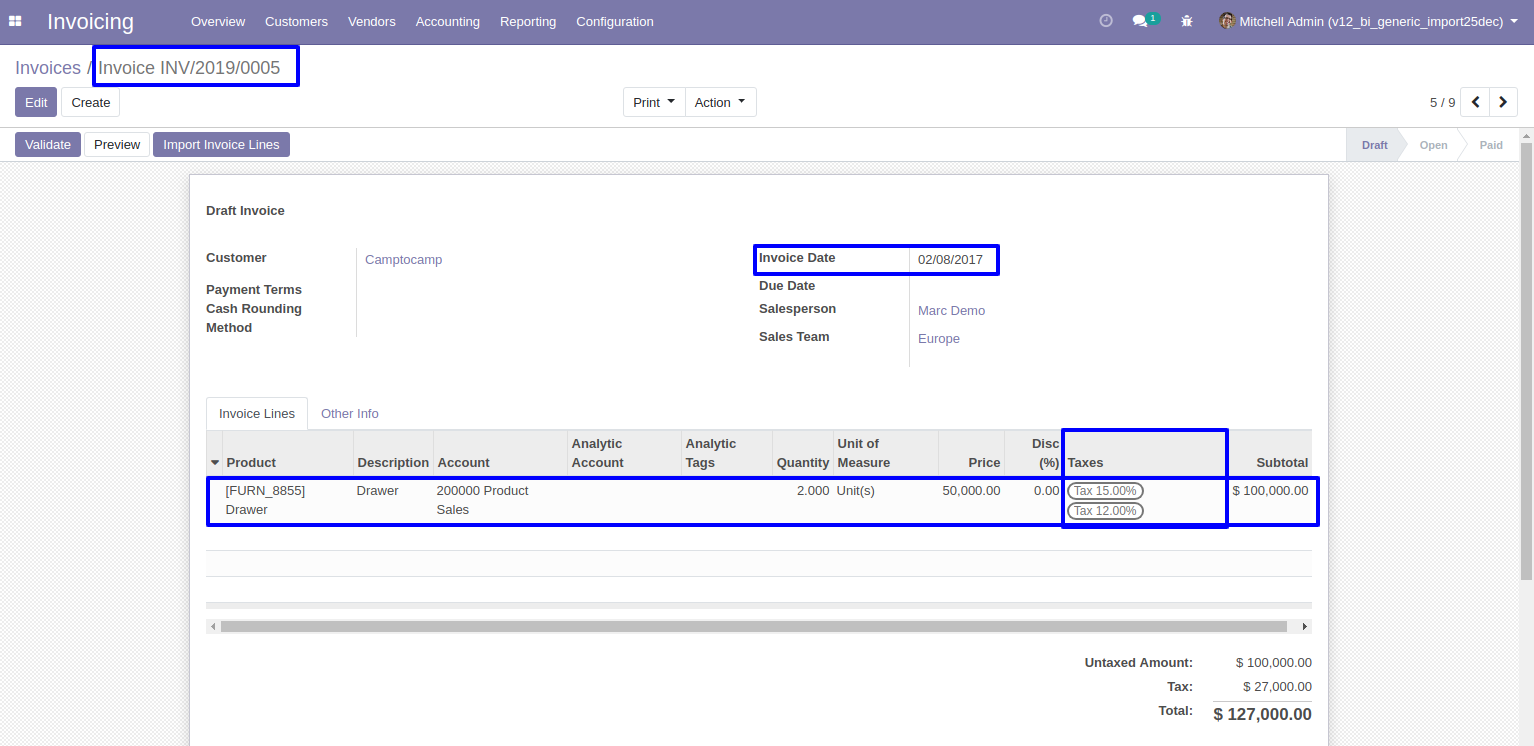 Invoicing Overview Customers Vendors Accounting Reporting Configuration 1 Mitchell Admin (v12_bi_generic_import25dec)
Invoices / Invoice INV/2019/0005
Edit Create Print Action 5 / 9
Validate Preview Import Invoice Lines Draft Open Paid
Draft Invoice
Customer Camptocamp
Payment Terms
Cash Rounding
Method
Invoice Date 02/08/2017
Due Date
Salesperson Marc Demo
Sales Team Europe
Invoice Lines Other Info
Product Description Account Analytic Account Analytic Tags Quantity Unit of Measure Price Disc (%) Taxes Subtotal
[FURN_8855] Drawer 200000 Product 2.000 Unit(s) 50,000.00 0.00 Tax 15.00% $ 100,000.00
Drawer Sales Tax 12.00%
Untaxed Amount: $ 100,000.00
Tax: $ 27,000.00
Total: $ 127,000.00